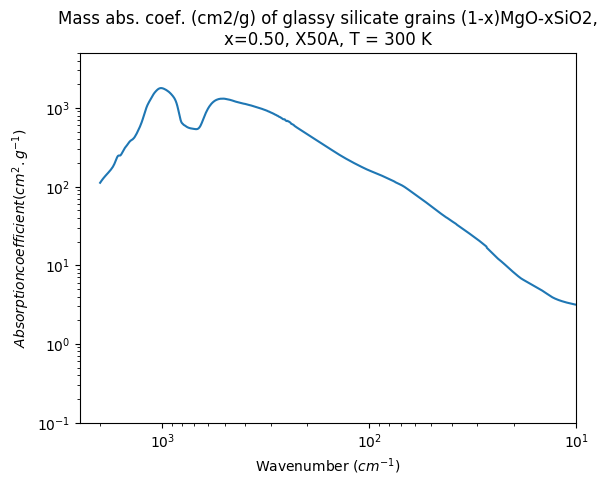 Mass abs. coef. (cm2/g) of glassy silicate grains (1-x)MgO-xSiO2,
x=0.50, X50A, T = 300 K
Absorptioncoefficient(cm².g⁻¹)
10³
10²
10¹
10⁰
10⁻¹
10³ 10² 10¹
Wavenumber (cm⁻¹)